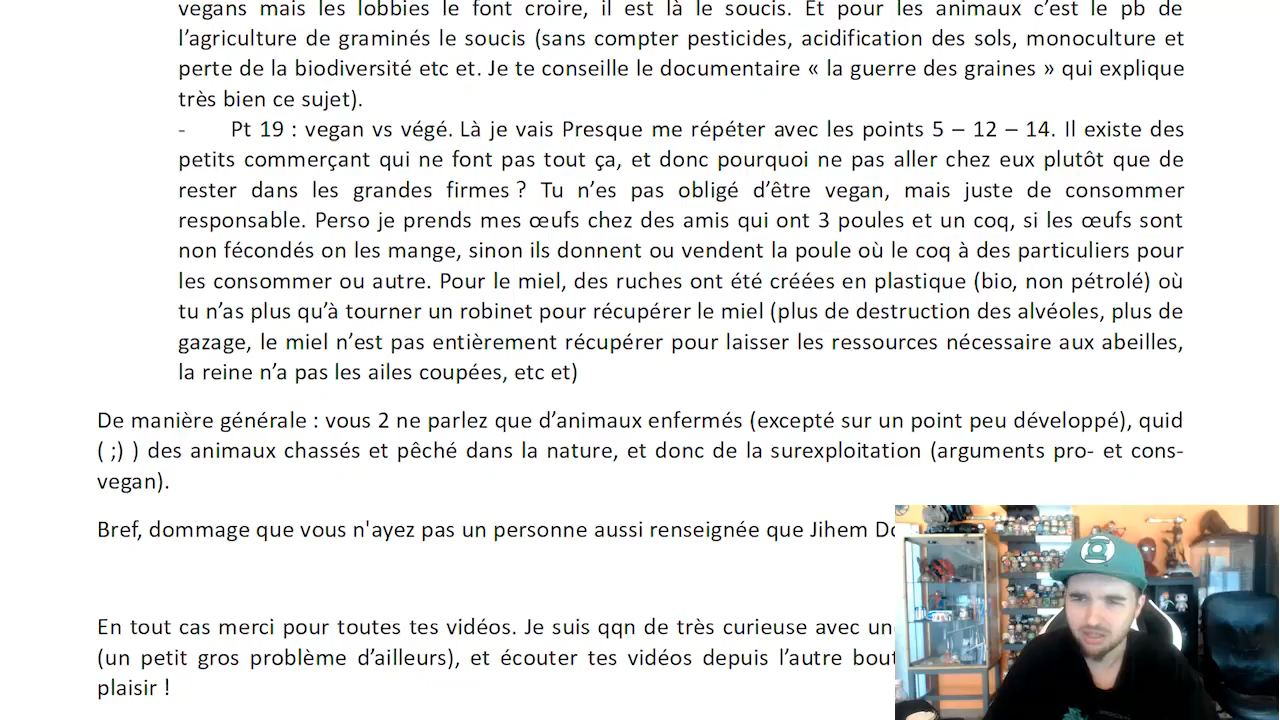 vegans mais les lobbies le font croire, il est là le soucis. Et pour les animaux c’est le pb de
l’agriculture de graminés le soucis (sans compter pesticides, acidification des sols, monoculture et
perte de la biodiversité etc et. Je te conseille le documentaire « la guerre des graines » qui explique
très bien ce sujet).
- Pt 19 : vegan vs végé. Là je vais Presque me répéter avec les points 5 – 12 – 14. Il existe des
petits commerçant qui ne font pas tout ça, et donc pourquoi ne pas aller chez eux plutôt que de
rester dans les grandes firmes ? Tu n’es pas obligé d’être vegan, mais juste de consommer
responsable. Perso je prends mes œufs chez des amis qui ont 3 poules et un coq, si les œufs sont
non fécondés on les mange, sinon ils donnent ou vendent la poule où le coq à des particuliers pour
les consommer ou autre. Pour le miel, des ruches ont été créées en plastique (bio, non pétrolé) où
tu n’as plus qu’à tourner un robinet pour récupérer le miel (plus de destruction des alvéoles, plus de
gazage, le miel n’est pas entièrement récupérer pour laisser les ressources nécessaire aux abeilles,
la reine n’a pas les ailes coupées, etc et)
De manière générale : vous 2 ne parlez que d’animaux enfermés (excepté sur un point peu développé), quid
( ;) ) des animaux chassés et pêché dans la nature, et donc de la surexploitation (arguments pro- et cons-
vegan).
Bref, dommage que vous n'ayez pas un personne aussi renseignée que Jihem
En tout cas merci pour toutes tes vidéos. Je suis qqn de très curieuse avec un
(un petit gros problème d’ailleurs), et écouter tes vidéos depuis l’autre bout
plaisir !